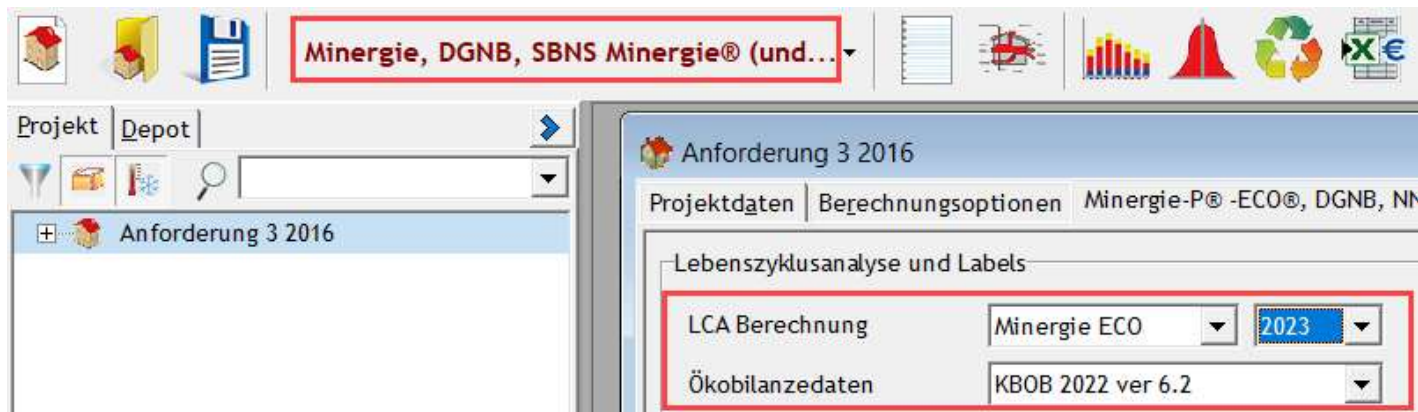 Minergie, DGNB, SBNS Minergie® (und...
Projekt Depot
Anforderung 3 2016
Anforderung 3 2016
Projektdaten Berechnungsoptionen Minergie-P® -ECO®, DGNB, NN
Lebenszyklusanalyse und Labels
LCA Berechnung Minergie ECO 2023
Ökobilanzedaten KBOB 2022 ver 6.2